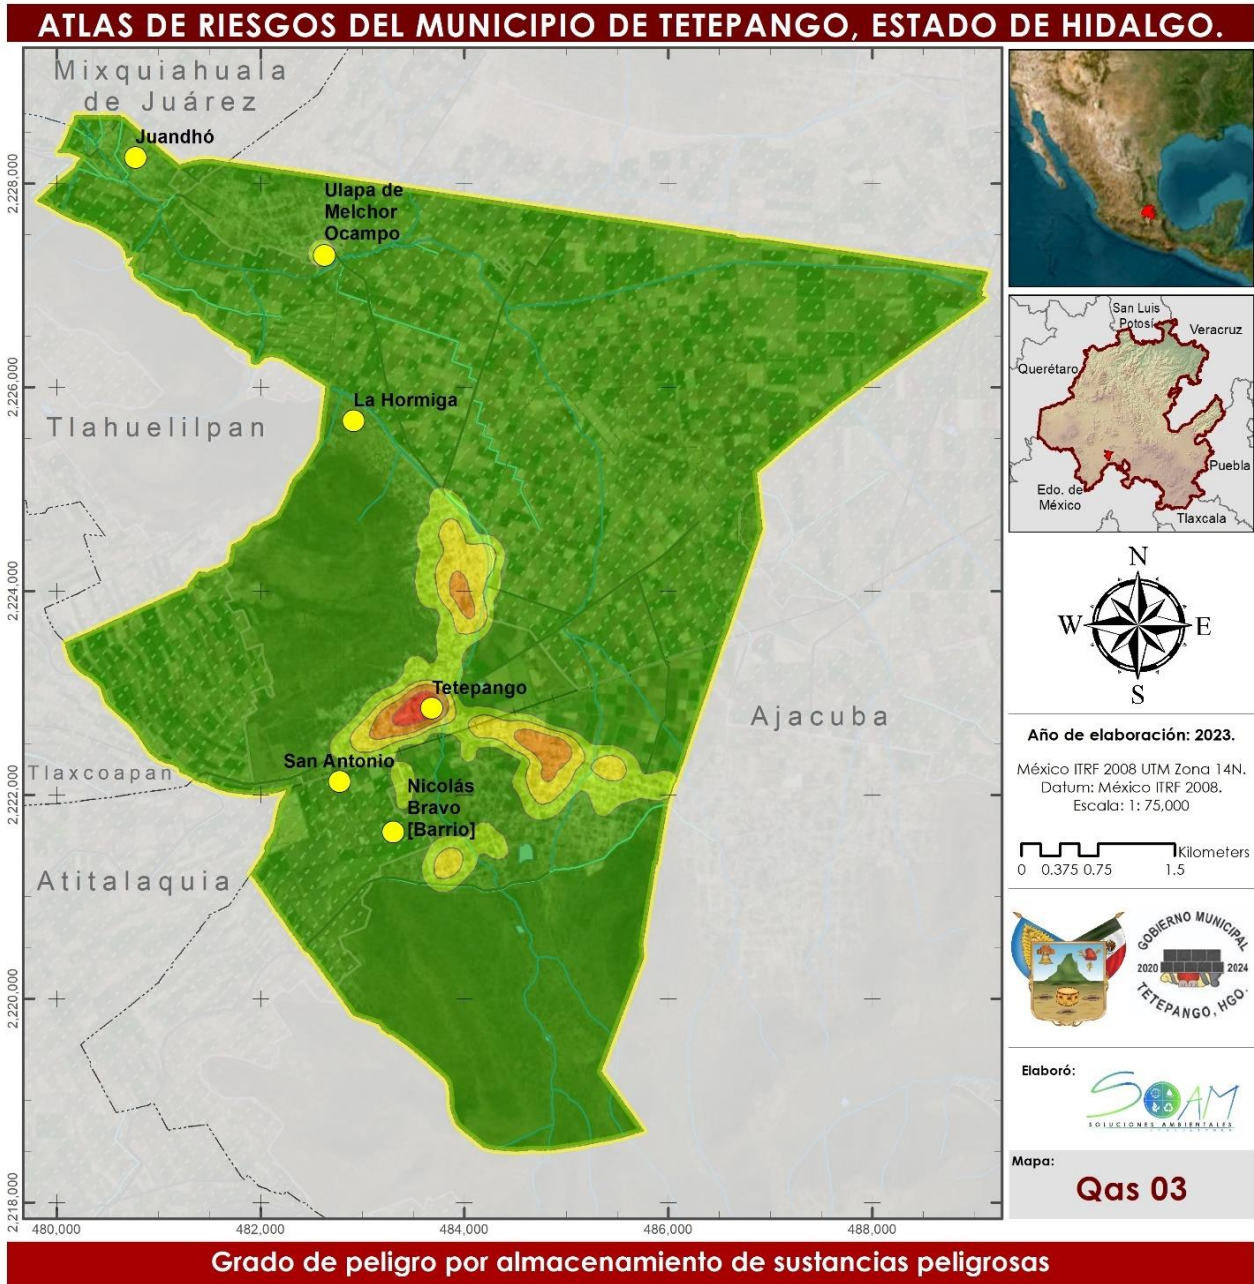 ATLAS DE RIESGOS DEL MUNICIPIO DE TETEPANGO, ESTADO DE HIDALGO.
Mixquiahuala
de Juárez
Juandhó
Ulapa de
Melchor
Ocampo
La Hormiga
Tlahuelilpan
Tetepango
Ajacuba
San Antonio
Tlaxcoapan
Nicolás
Bravo
[Barrio]
Atitalaquia
2,228,000
2,226,000
2,224,000
2,222,000
2,220,000
2,218,000
480,000
482,000
484,000
486,000
488,000
San Luis
Potosí
Veracruz
Querétaro
Puebla
Edo. de
México
Tlaxcala
N
W
E
S
Año de elaboración: 2023.
México ITRF 2008 UTM Zona 14N.
Datum: México ITRF 2008.
Escala: 1: 75,000
Kilometers
0 0.375 0.75 1.5
GOBIERNO MUNICIPAL
2020 2024
TETEPANGO, HGO.
Elaboró:
SOAM
SOLUCIONES AMBIENTALES
Mapa:
Qas 03
Grado de peligro por almacenamiento de sustancias peligrosas